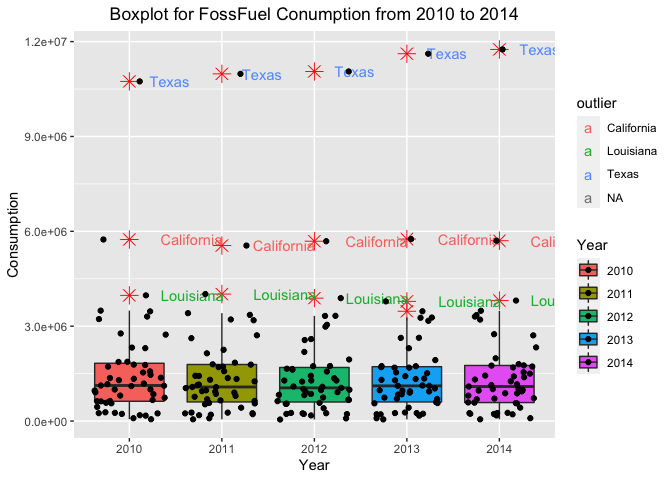 Boxplot for FossFuel Conumption from 2010 to 2014
1.2e+07
9.0e+06
6.0e+06
3.0e+06
0.0e+00
Consumption
Texas
Texas
Texas
Texas
Texas
California
California
California
California
Cali
Louisiana
Louisiana
Louisiana
Louisiana
Lou
2010
2011
2012
2013
2014
Year
outlier
a California
a Louisiana
a Texas
a NA
Year
2010
2011
2012
2013
2014